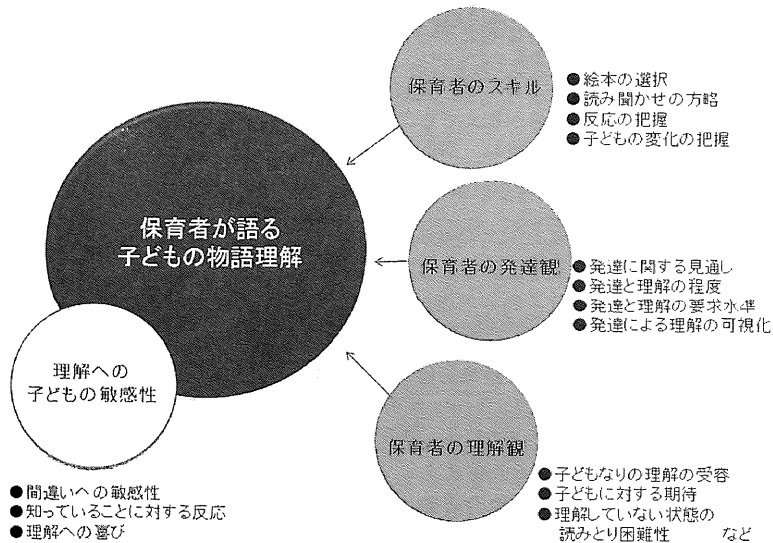 保育者のスキル
●絵本の選択
●読み聞かせの方略
●反応の把握
●子どもの変化の把握
保育者が語る
子どもの物語理解
保育者の発達観
●発達に関する見通し
●発達と理解の程度
●発達と理解の要求水準
●発達による理解の可視化
理解への
子どもの敏感性
保育者の理解観
●子どもなりの理解の受容
●子どもに対する期待
●理解していない状態の
読みとり困難性 など
●間違いへの敏感性
●知っていることに対する反応
●理解への喜び